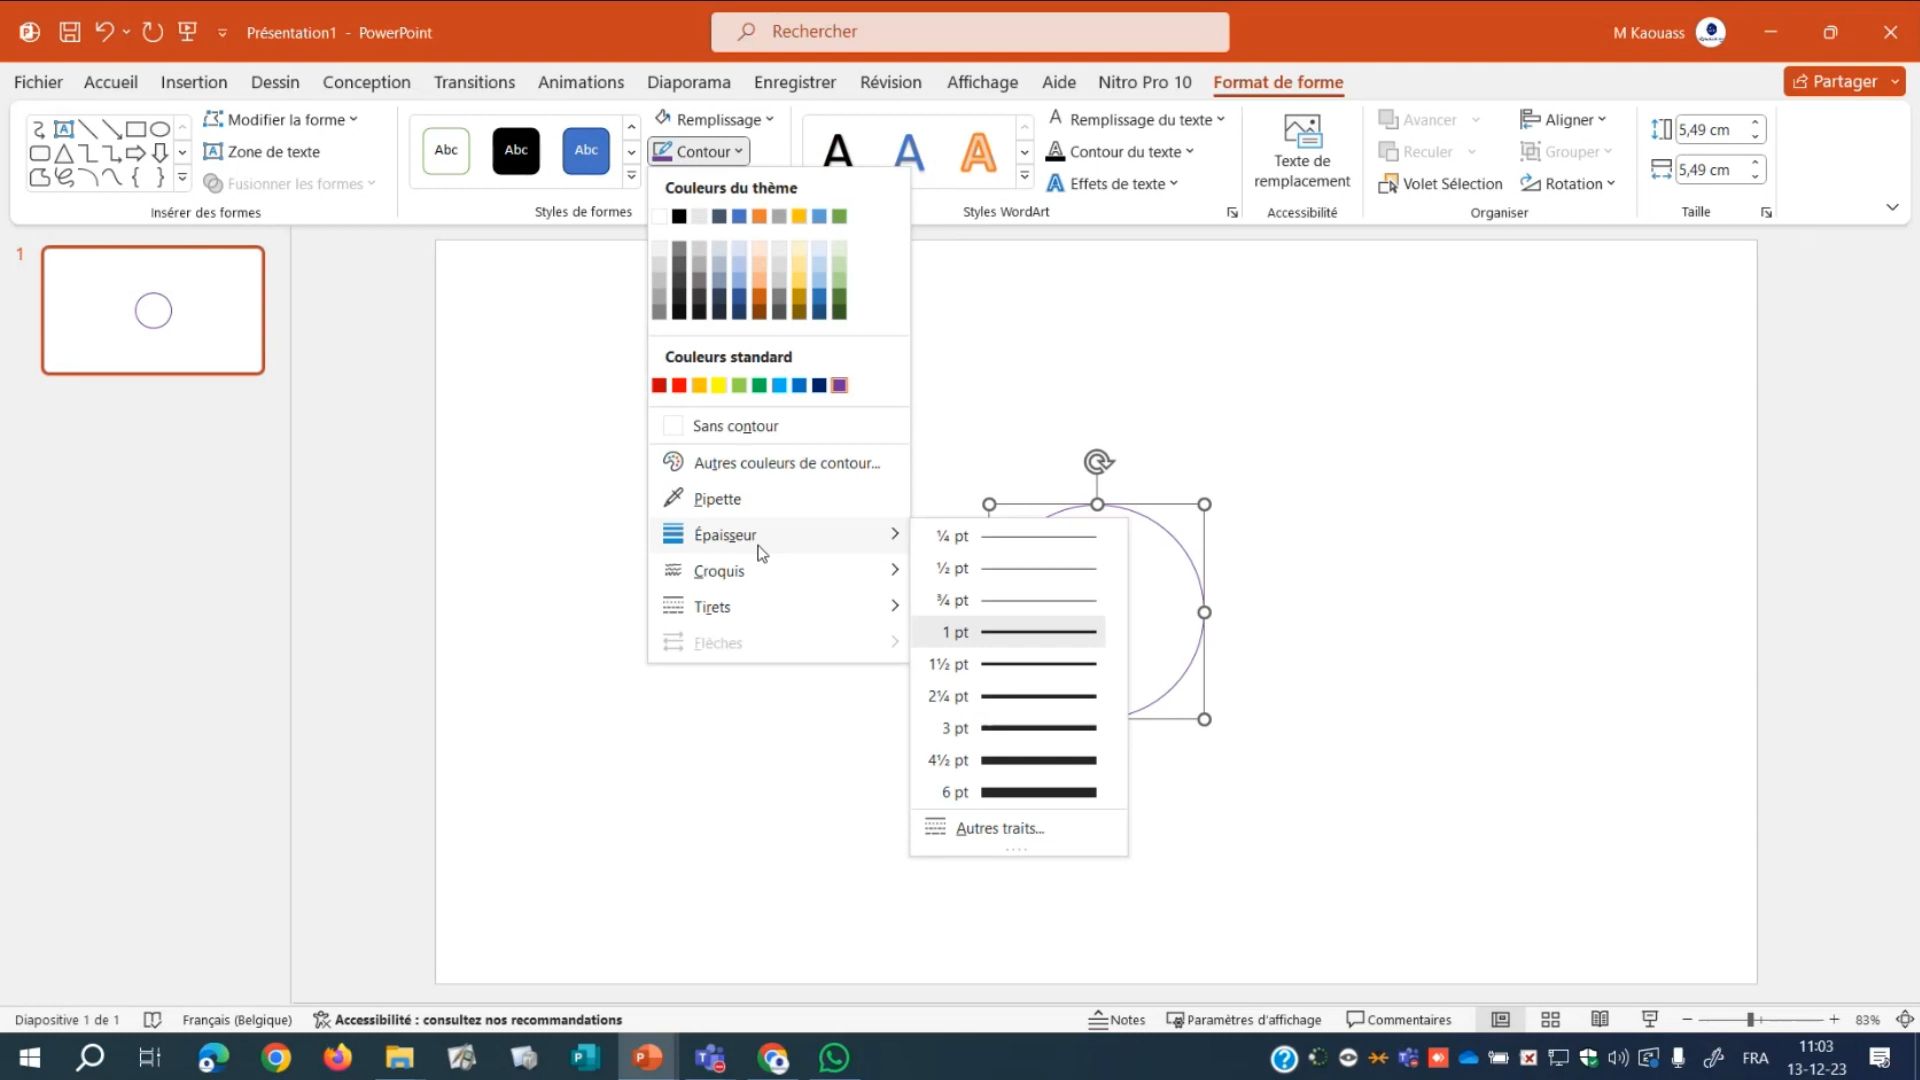 Présentation1 - PowerPoint
Rechercher
M Kaouass
Fichier Accueil Insertion Dessin Conception Transitions Animations Diaporama Enregistrer Révision Affichage Aide Nitro Pro 10 Format de forme Partager
Modifier la forme
Zone de texte
Fusionner les formes
Insérer des formes
Abc Abc Abc
Styles de formes
Remplissage
Contour
A A A
Remplissage du texte
Contour du texte
Effets de texte
Styles WordArt
Texte de
remplacement
Accessibilité
Avancer
Reculer
Volet Sélection
Aligner
Grouper
Rotation
Organiser
5,49 cm
5,49 cm
Taille
1
Couleurs du thème
Couleurs standard
Sans contour
Autres couleurs de contour...
Pipette
Épaisseur
Croquis
Tirets
Flèches
¼ pt
½ pt
¾ pt
1 pt
1½ pt
2¼ pt
3 pt
4½ pt
6 pt
Autres traits...
Diapositive 1 de 1 Français (Belgique) Accessibilité : consultez nos recommandations Notes Paramètres d'affichage Commentaires 83%
FRA
11:03
13-12-23